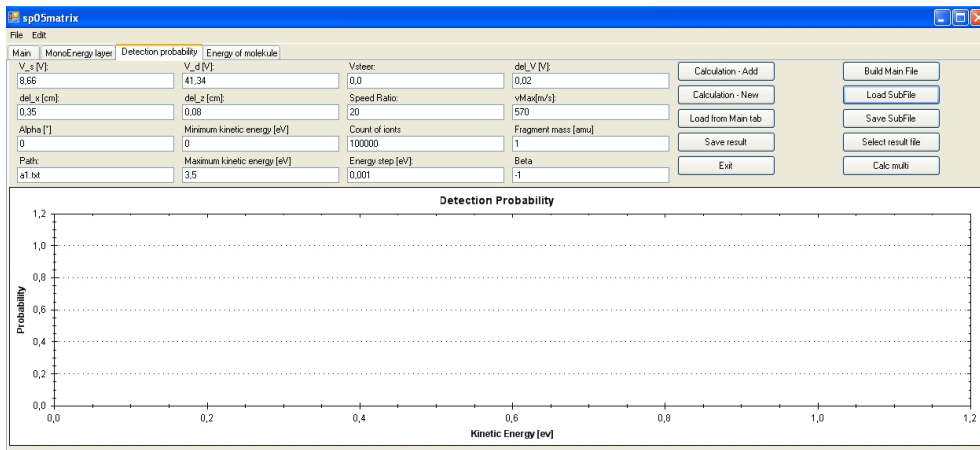 sp05matrix
File Edit
Main MonoEnergy layer Detection probability Energy of molekule
V_s [V]: V_d [V]: Vsteer: del_V [V]: Calculation - Add Build Main File
8,66 41,34 0,0 0,02
del_x [cm]: del_z [cm]: Speed Ratio: vMax[m/s]: Calculation - New Load SubFile
0,35 0,08 20 570
Load from Main tab Save SubFile
Alpha [°] Minimum kinetic energy [eV] Count of ionts Fragment mass [amu]
0 0 100000 1 Save result Select result file
Path: Maximum kinetic energy [eV] Energy step [eV]: Beta Exit Calc multi
a1.txt 3,5 0,001 -1
Detection Probability
1,2
1,0
0,8
0,6
0,4
0,2
0,0
Probability
0,0 0,2 0,4 0,6 0,8 1,0 1,2
Kinetic Energy [ev]